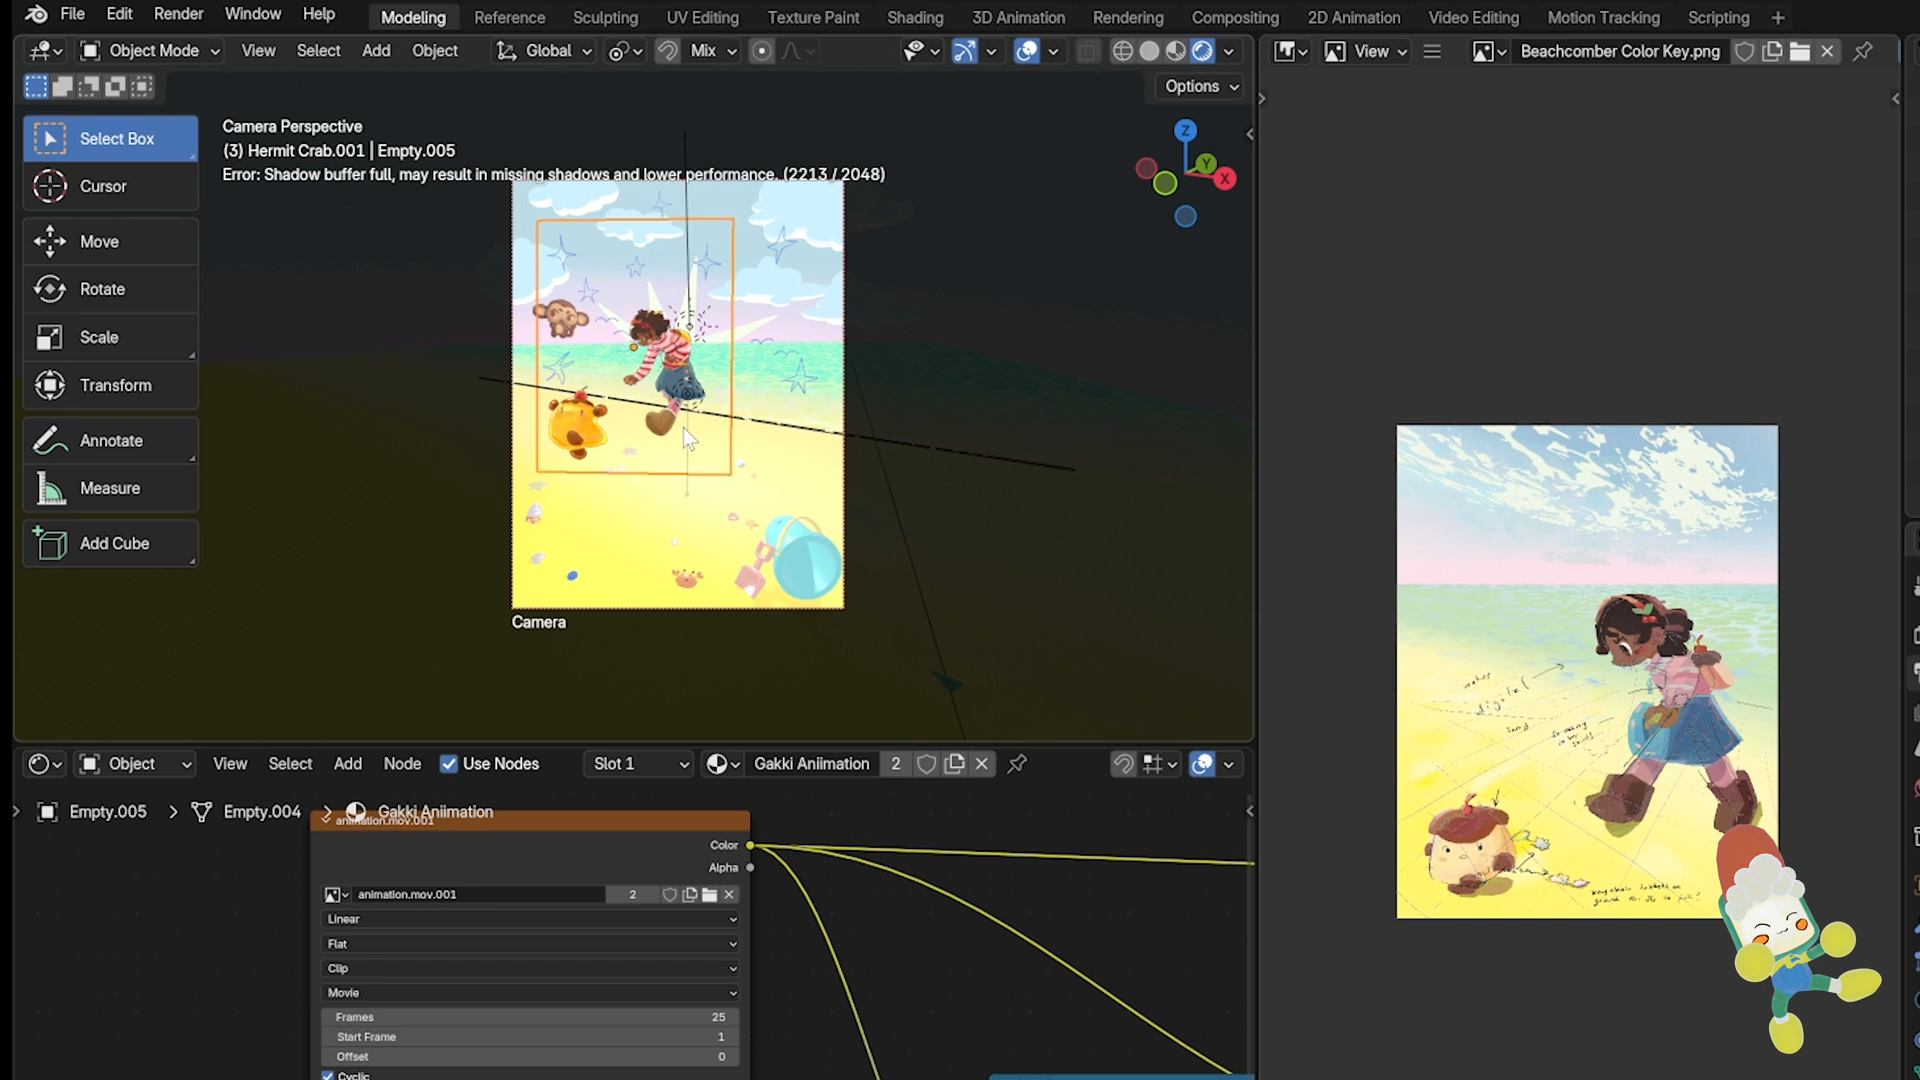 File Edit Render Window Help Modeling Reference Sculpting UV Editing Texture Paint Shading 3D Animation Rendering Compositing 2D Animation Video Editing Motion Tracking Scripting +
Object Mode View Select Add Object Global Mix
View Beachcomber Color Key.png
Options
Select Box
Cursor
Move
Rotate
Scale
Transform
Annotate
Measure
Add Cube
Camera Perspective
(3) Hermit Crab.001 | Empty.005
Error: Shadow buffer full, may result in missing shadows and lower performance. (2213 / 2048)
Z
Y
X
Camera
Object View Select Add Node Use Nodes Slot 1 Gakki Aniimation 2
Empty.005 > Empty.004 > Gakki Aniimation
animation.mov.001
Color
Alpha
animation.mov.001 2
Linear
Flat
Clip
Movie
Frames 25
Start Frame 1
Offset 0
Cyclic